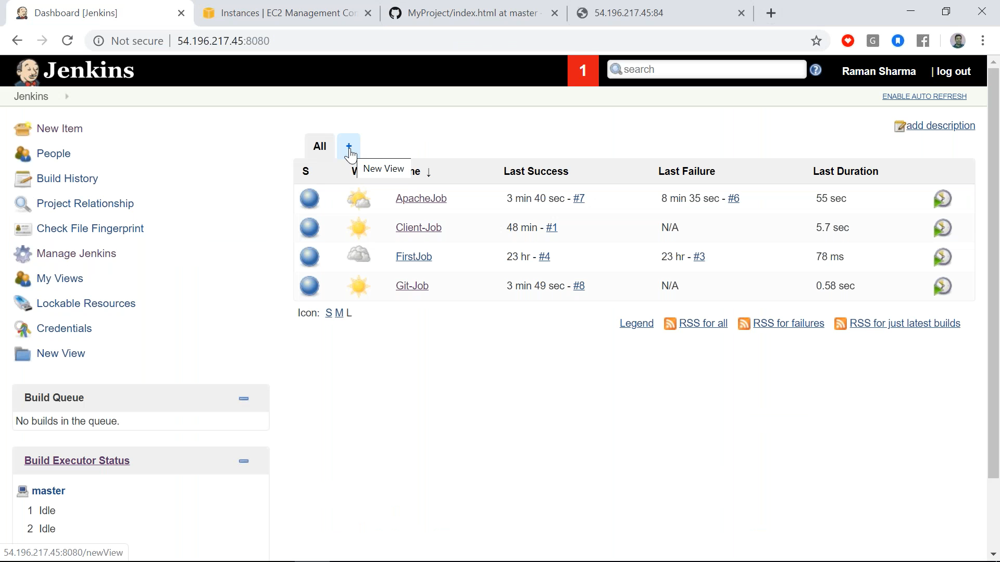 Dashboard [Jenkins]
Instances | EC2 Management Con
MyProject/index.html at master
54.196.217.45:84
Not secure
54.196.217.45:8080
G
Jenkins
1
search
Raman Sharma
| log out
Jenkins
ENABLE AUTO REFRESH
New Item
People
Build History
Project Relationship
Check File Fingerprint
Manage Jenkins
My Views
Lockable Resources
Credentials
New View
add description
All +
New View
S Last Success Last Failure Last Duration
ApacheJob 3 min 40 sec - #7 8 min 35 sec - #6 55 sec
Client-Job 48 min - #1 N/A 5.7 sec
FirstJob 23 hr - #4 23 hr - #3 78 ms
Git-Job 3 min 49 sec - #8 N/A 0.58 sec
Icon: S M L
Legend RSS for all RSS for failures RSS for just latest builds
Build Queue
No builds in the queue.
Build Executor Status
master
1 Idle
2 Idle
54.196.217.45:8080/newView